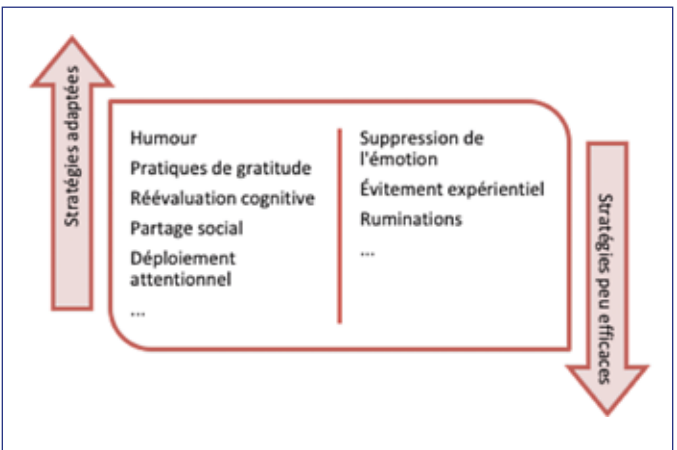 Stratégies adaptées
Humour
Pratiques de gratitude
Réévaluation cognitive
Partage social
Déploiement
attentionnel
...
Suppression de
l'émotion
Évitement expérientiel
Ruminations
...
Stratégies peu efficaces